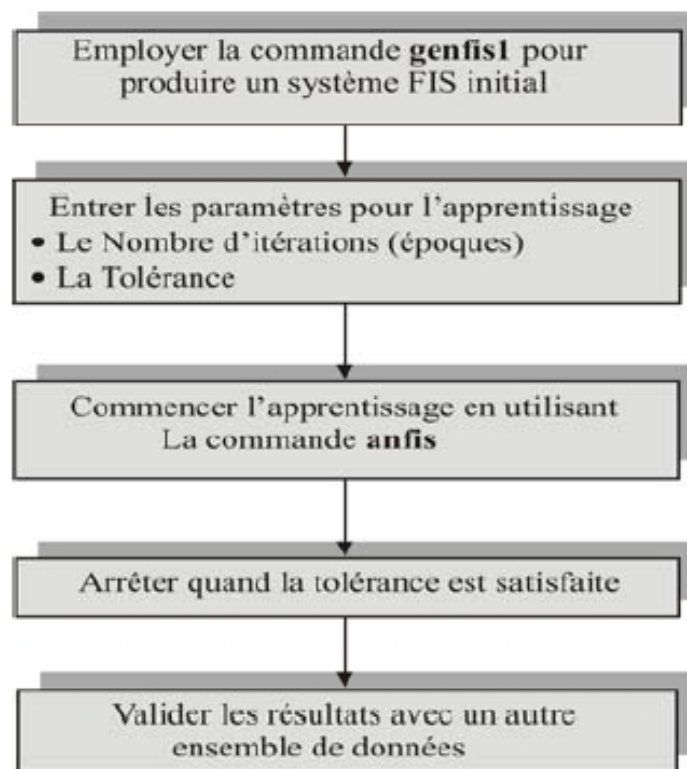 Employer la commande genfis1 pour
produire un système FIS initial
Entrer les paramètres pour l'apprentissage
• Le Nombre d'itérations (époques)
• La Tolérance
Commencer l'apprentissage en utilisant
La commande anfis
Arrêter quand la tolérance est satisfaite
Valider les résultats avec un autre
ensemble de données